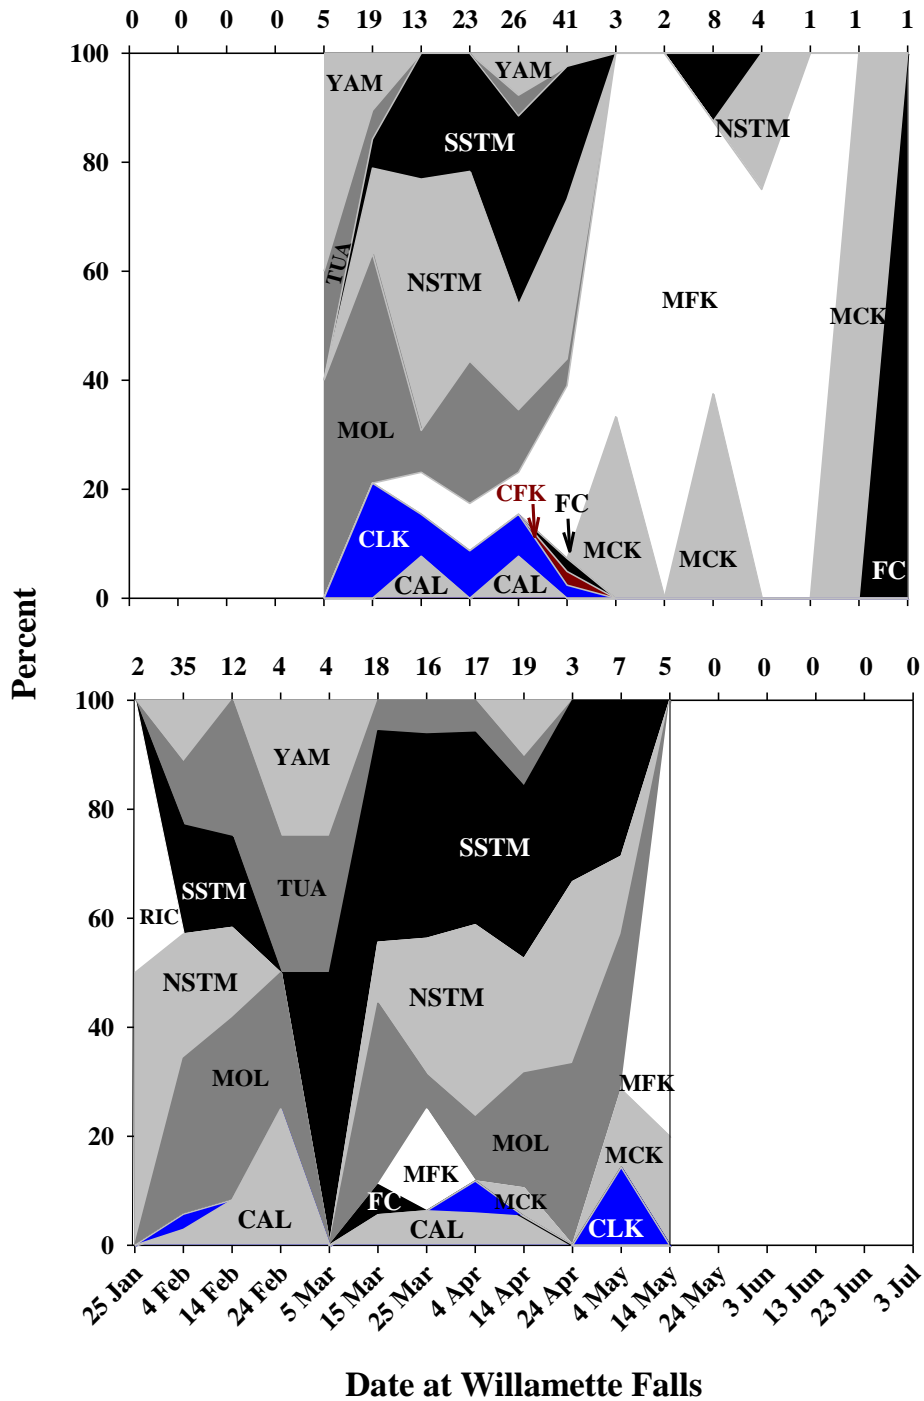 0 0 0 0 5 19 13 23 26 41 3 2 8 4 1 1 1
100
YAM
YAM
NSTM
SSTM
80
TUA
NSTM
MFK
MCK
60
40
MOL
20
CFK
FC
CLK
MCK
MCK
CAL
CAL
FC
0
Percent
2 35 12 4 4 18 16 17 19 3 7 5 0 0 0 0 0
100
YAM
80
SSTM
SSTM
TUA
RIC
60
NSTM
NSTM
40
MOL
MFK
20
MOL
MCK
MFK
FC
MCK
CAL
CAL
CLK
0
25 Jan 4 Feb 14 Feb 24 Feb 5 Mar 15 Mar 25 Mar 4 Apr 14 Apr 24 Apr 4 May 14 May 24 May 3 Jun 13 Jun 23 Jun 3 Jul
Date at Willamette Falls